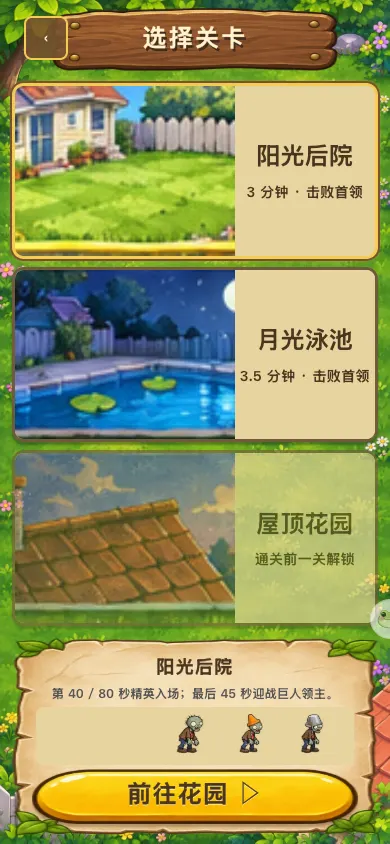 ‹
选择关卡
阳光后院
3 分钟 · 击败首领
月光泳池
3.5 分钟 · 击败首领
屋顶花园
通关前一关解锁
阳光后院
第 40 / 80 秒精英入场；最后 45 秒迎战巨人领主。
前往花园 ▷